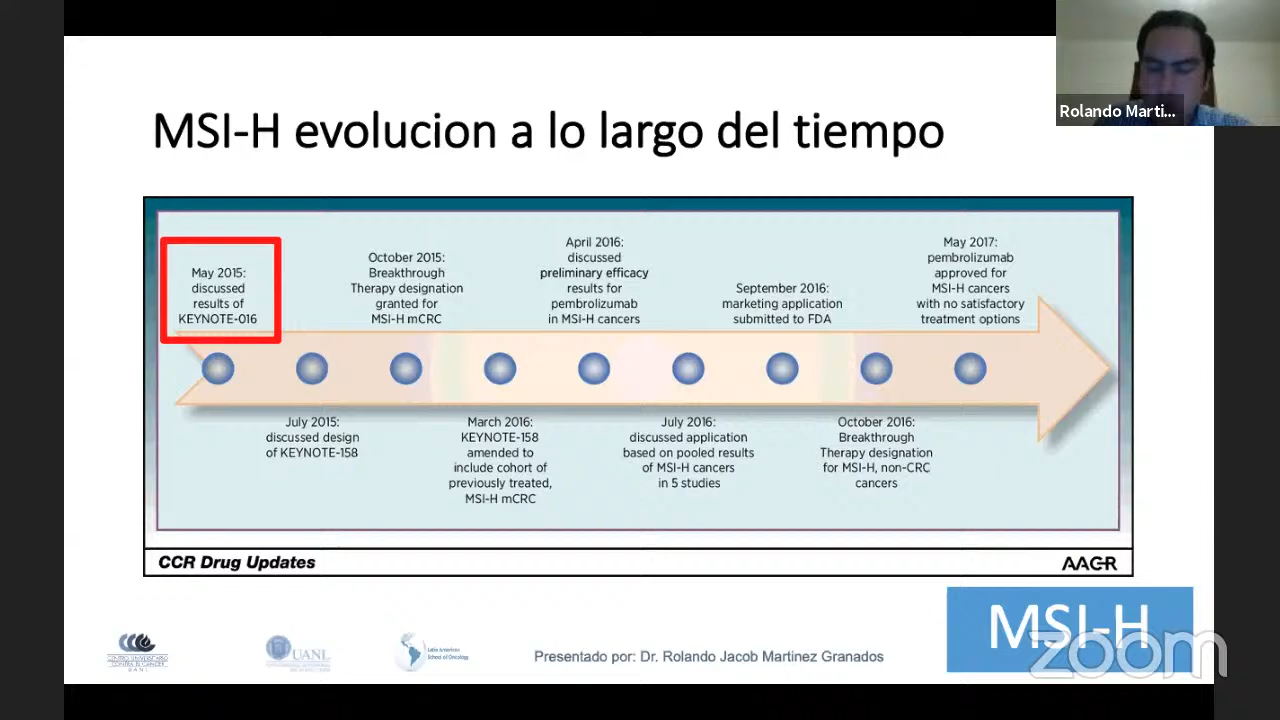 Rolando Marti...
MSI-H evolucion a lo largo del tiempo
May 2015:
discussed
results of
KEYNOTE-016
October 2015:
Breakthrough
Therapy designation
granted for
MSI-H mCRC
April 2016:
discussed
preliminary efficacy
results for
pembrolizumab
in MSI-H cancers
September 2016:
marketing application
submitted to FDA
May 2017:
pembrolizumab
approved for
MSI-H cancers
with no satisfactory
treatment options
July 2015:
discussed design
of KEYNOTE-158
March 2016:
KEYNOTE-158
amended to
include cohort of
previously treated,
MSI-H mCRC
July 2016:
discussed application
based on pooled results
of MSI-H cancers
in 5 studies
October 2016:
Breakthrough
Therapy designation
for MSI-H, non-CRC
cancers
CCR Drug Updates
AACR
CENTRO UNIVERSITARIO
CONTRA EL CANCER
UANL
Latin American
School of Oncology
Presentado por: Dr. Rolando Jacob Martinez Granados
MSI-H
zoom